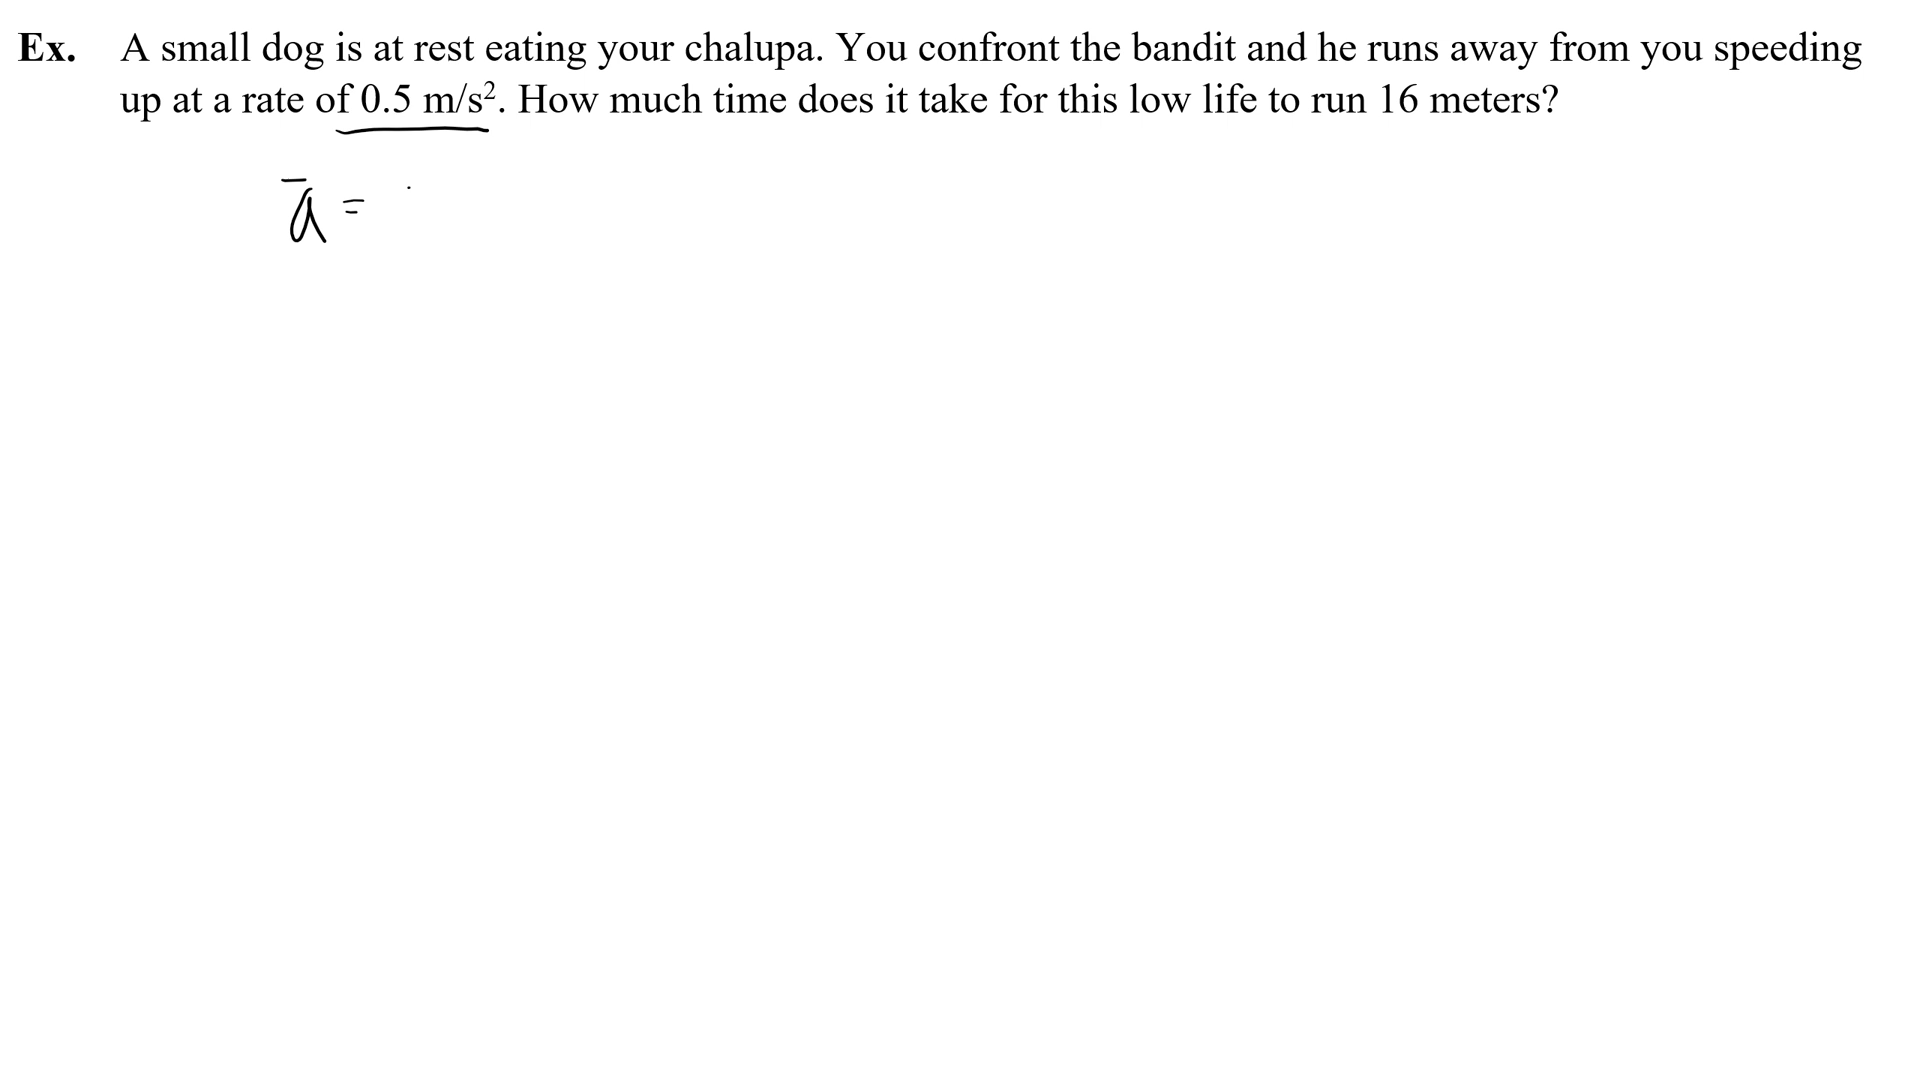 Ex. A small dog is at rest eating your chalupa. You confront the bandit and he runs away from you speeding
up at a rate of 0.5 m/s². How much time does it take for this low life to run 16 meters?
a̅ =